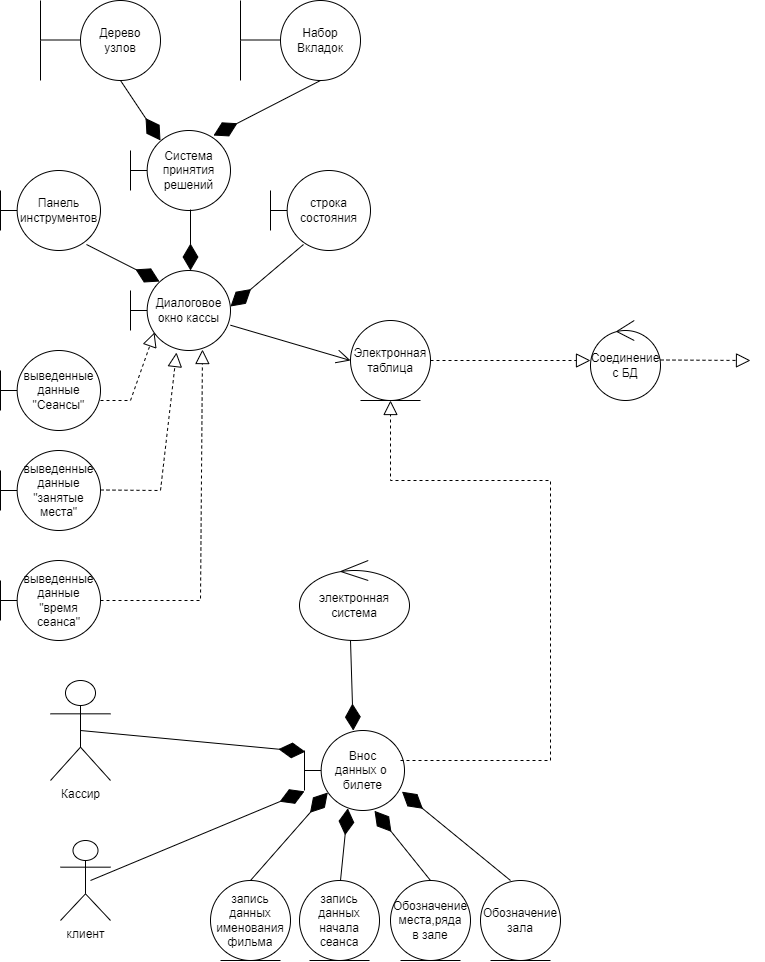 Дерево
узлов
Набор
Вкладок
Система
принятия
решений
Панель
инструментов
строка
состояния
Диалоговое
окно кассы
Электронная
таблица
Соединение
с БД
выведенные
данные
"Сеансы"
выведенные
данные
"занятые
места"
выведенные
данные
"время
сеанса"
электронная
система
Кассир
Внос
данных о
билете
клиент
запись
данных
именования
фильма
запись
данных
начала
сеанса
Обозначение
места,ряда
в зале
Обозначение
зала